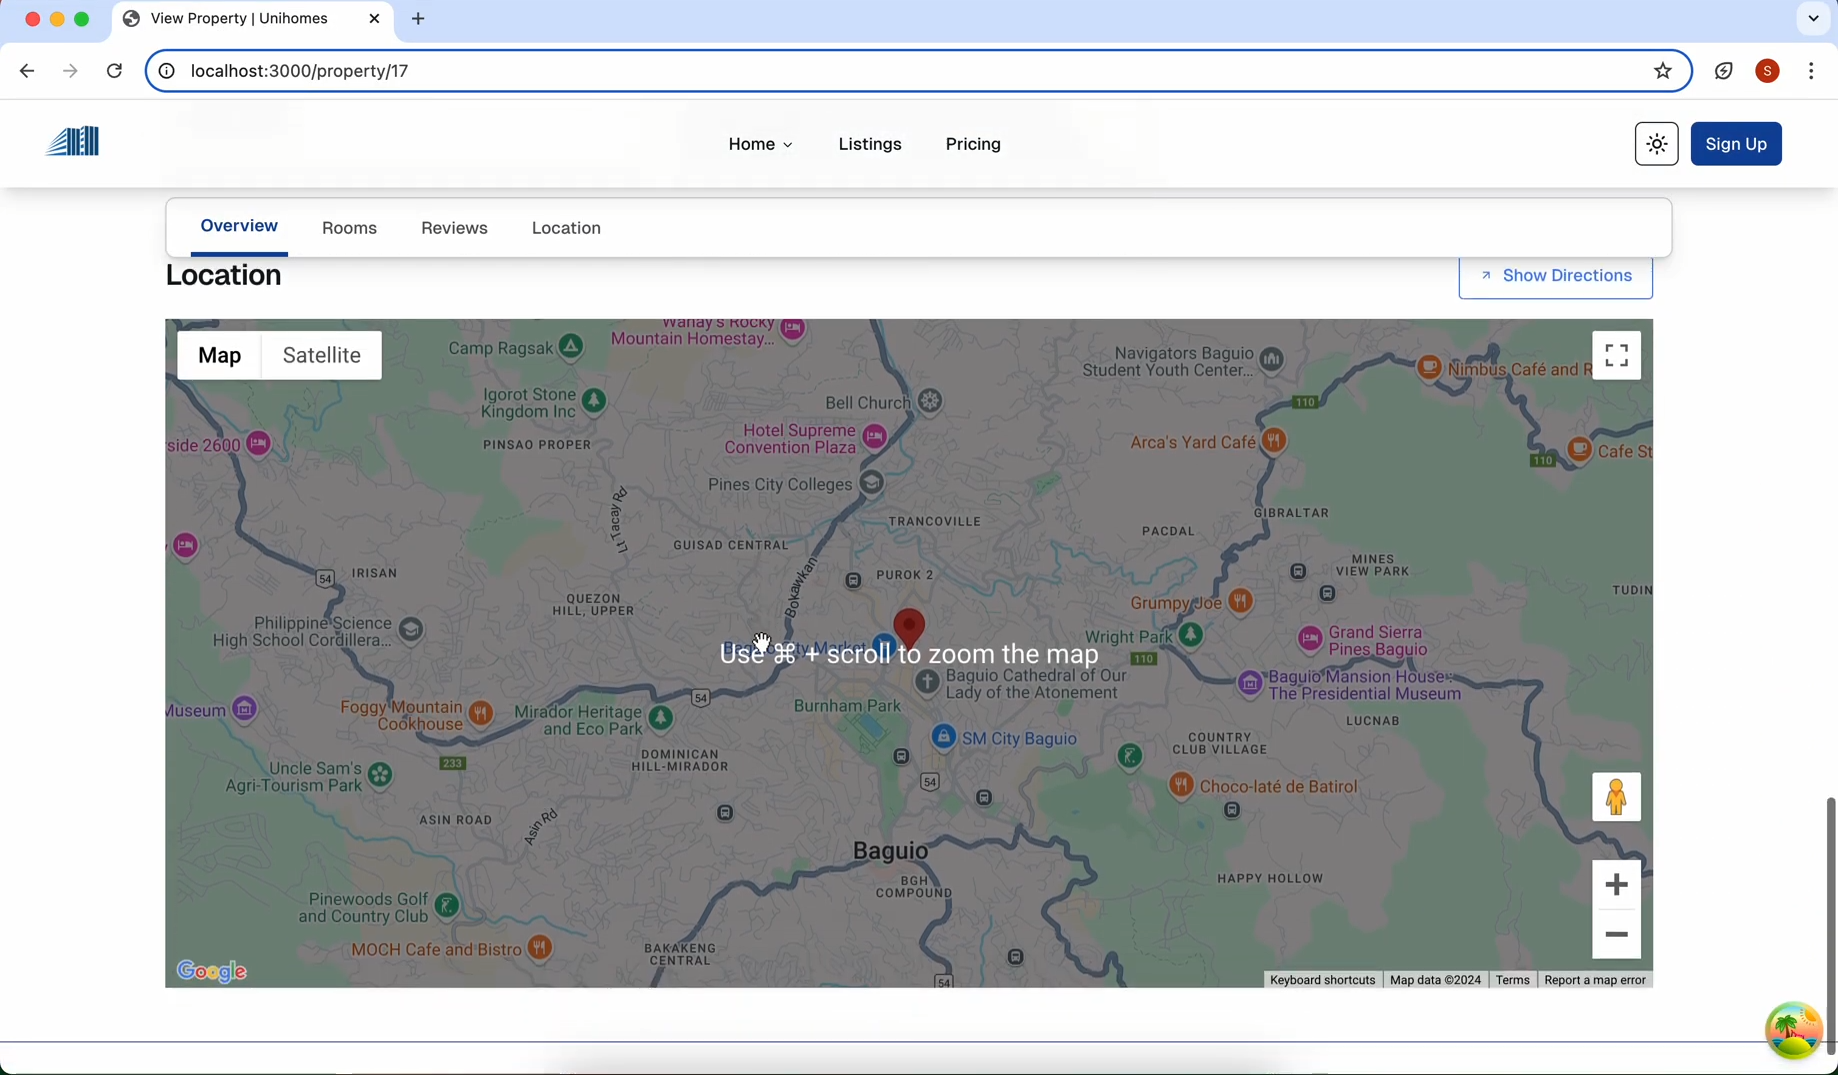 View Property | Unihomes
localhost:3000/property/17
S
Home
Listings
Pricing
Sign Up
Overview
Rooms
Reviews
Location
Location
Show Directions
Map
Satellite
Camp Ragsak
Wanay's Rocky
Mountain Homestay...
Navigators Baguio
Student Youth Center...
Nimbus Café and R
Igorot Stone
Kingdom Inc
Bell Church
110
side 2600
PINSAO PROPER
Hotel Supreme
Convention Plaza
Arca's Yard Café
110
Cafe St
Pines City Colleges
Lt Tacay Rd
TRANCOVILLE
GIBRALTAR
PACDAL
GUISAD CENTRAL
MINES
VIEW PARK
54
IRISAN
Bokawkan
PUROK 2
TUDIN
QUEZON
HILL, UPPER
Grumpy Joe
Philippine Science
High School Cordillera...
Wright Park
Grand Sierra
Pines Baguio
Baguio City Market
Use ⌘ + scroll to zoom the map
110
Baguio Cathedral of Our
Lady of the Atonement
Baguio Mansion House -
The Presidential Museum
54
Museum
Foggy Mountain
Cookhouse
Mirador Heritage
and Eco Park
Burnham Park
LUCNAB
SM City Baguio
COUNTRY
CLUB VILLAGE
DOMINICAN
HILL-MIRADOR
233
Uncle Sam's
Agri-Tourism Park
54
Choco-laté de Batirol
ASIN ROAD
Asin Rd
Baguio
BGH
COMPOUND
HAPPY HOLLOW
Pinewoods Golf
and Country Club
MOCH Cafe and Bistro
BAKAKENG
CENTRAL
54
Google
Keyboard shortcuts
Map data ©2024
Terms
Report a map error